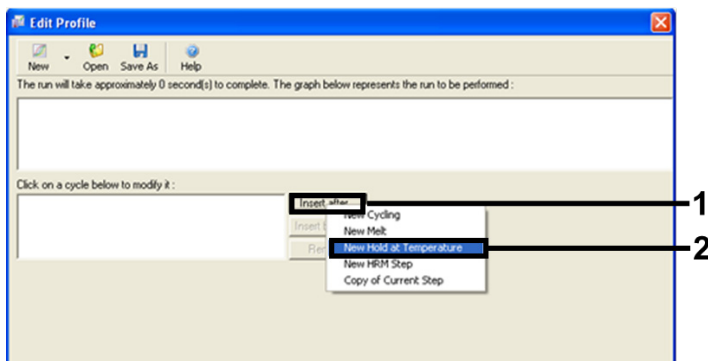 Edit Profile
New Open Save As Help
The run will take approximately 0 second(s) to complete. The graph below represents the run to be performed :
Click on a cycle below to modify it :
Insert after... 1
New Cycling
Insert
New Melt
New Hold at Temperature 2
New HRM Step
Copy of Current Step